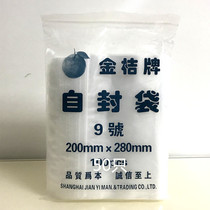 金桔牌
自封袋
9號
200mm x 280mm
品質為本 誠信至上
SHANGHAI JIAN YI MAN & TRADING CO.,LTD.